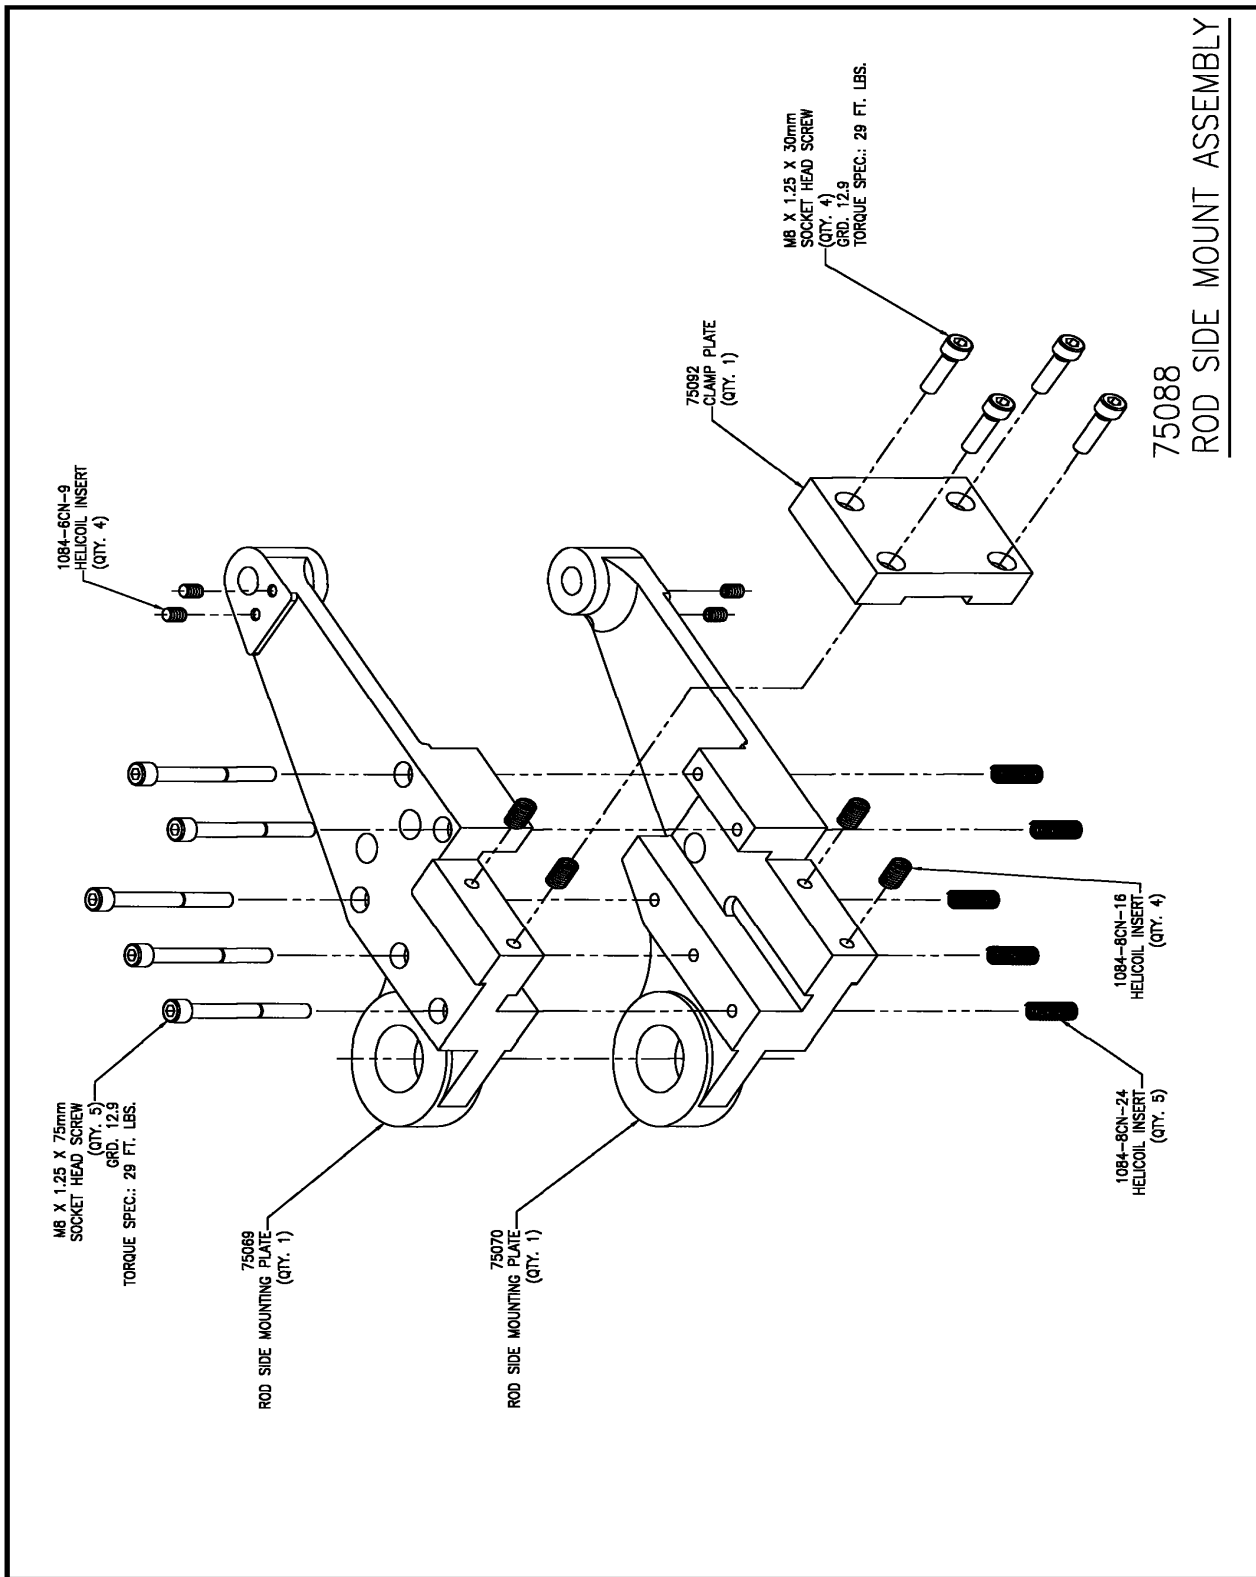 M8 X 1.25 X 75mm
SOCKET HEAD SCREW
(QTY. 5)
GRD. 12.9
TORQUE SPEC.: 29 FT. LBS.
75069
ROD SIDE MOUNTING PLATE
(QTY. 1)
75070
ROD SIDE MOUNTING PLATE
(QTY. 1)
1084-6CN-9
HELICOIL INSERT
(QTY. 4)
75092
CLAMP PLATE
(QTY. 1)
M8 X 1.25 X 30mm
SOCKET HEAD SCREW
(QTY. 4)
GRD. 12.9
TORQUE SPEC.: 29 FT. LBS.
1084-8CN-24
HELICOIL INSERT
(QTY. 5)
1084-8CN-16
HELICOIL INSERT
(QTY. 4)
75088
ROD SIDE MOUNT ASSEMBLY